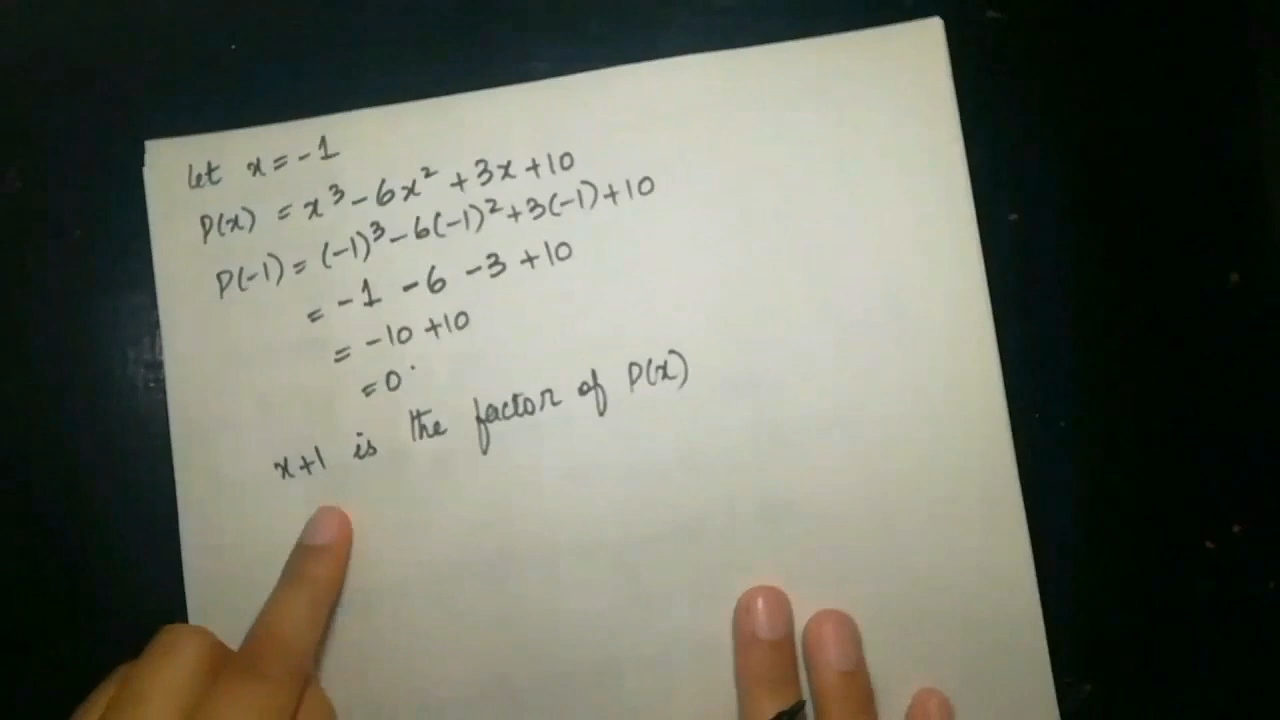 Let x = -1
P(x) = x³ - 6x² + 3x + 10
P(-1) = (-1)³ - 6(-1)² + 3(-1) + 10
= -1 - 6 - 3 + 10
= -10 + 10
= 0
x+1 is the factor of P(x)